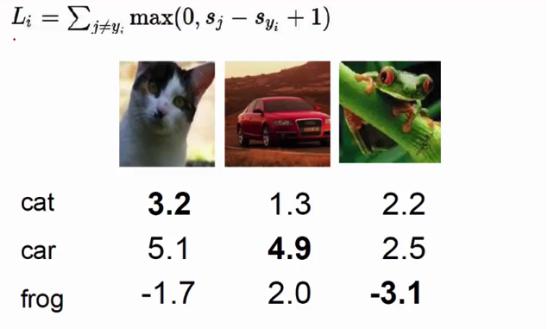 L_i = ∑_{j≠y_i} max(0, s_j − s_{y_i} + 1)
cat 3.2 1.3 2.2
car 5.1 4.9 2.5
frog -1.7 2.0 -3.1